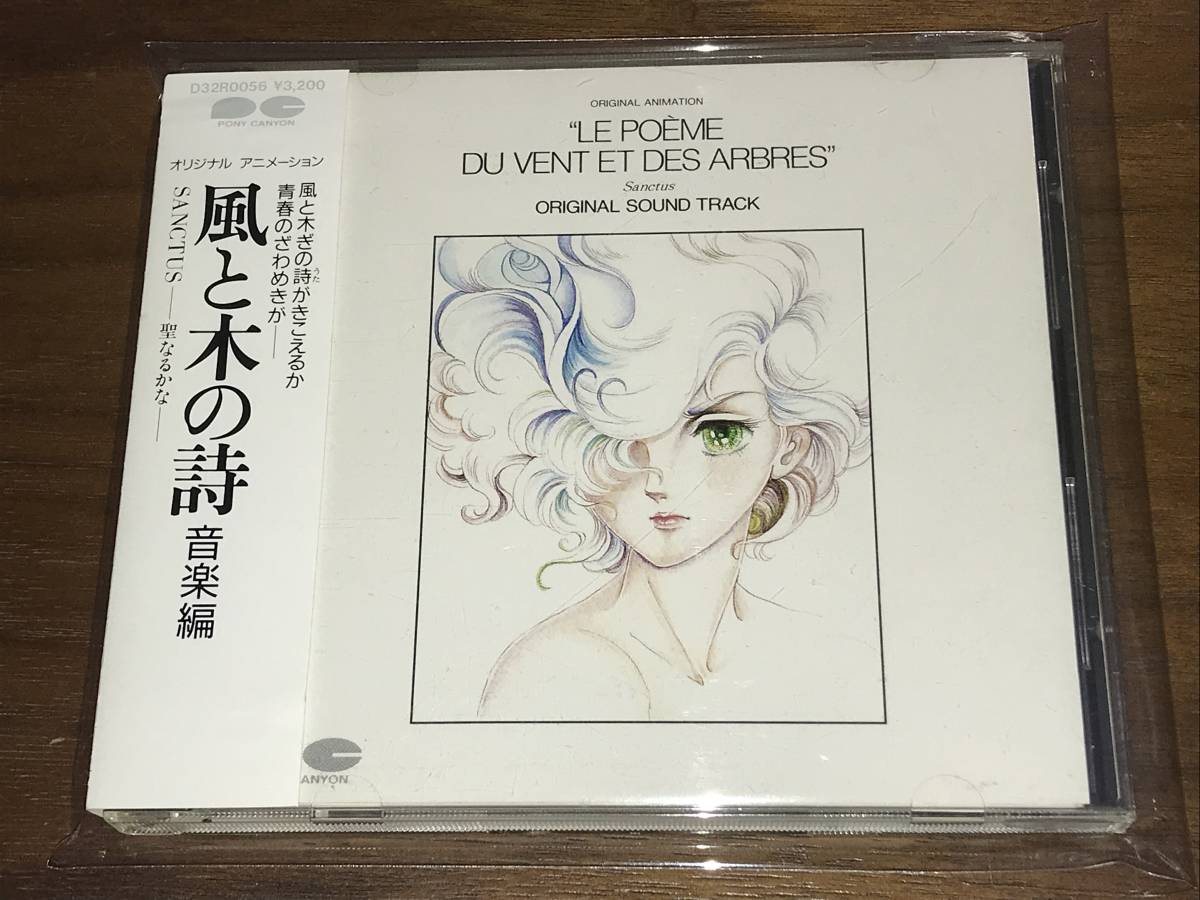 D32R0056 ¥3,200
PONY CANYON
オリジナル アニメーション
風と木ぎの詩がきこえるか
うた
青春のざわめきが——
風と木の詩 音楽編
SANCTUS——聖なるかな——
ORIGINAL ANIMATION
“LE POÈME
DU VENT ET DES ARBRES”
Sanctus
ORIGINAL SOUND TRACK
ANYON